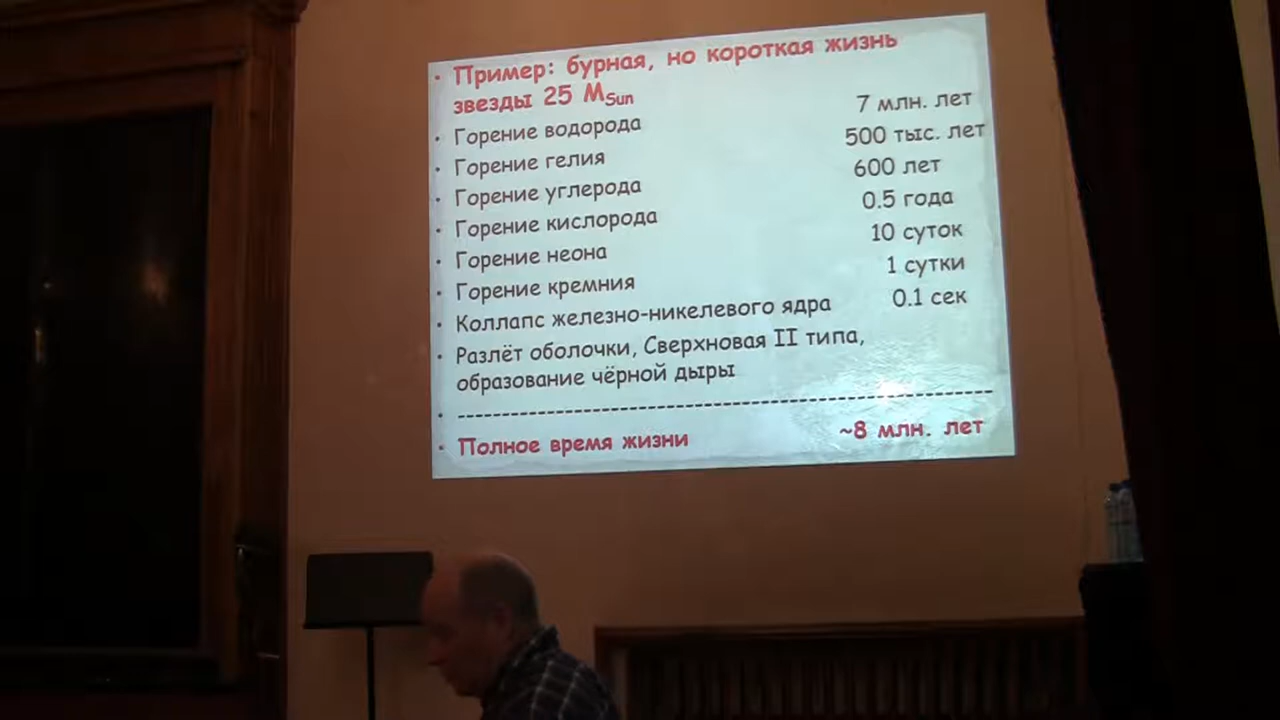 • Пример: бурная, но короткая жизнь
звезды 25 M Sun
• Горение водорода 7 млн. лет
• Горение гелия 500 тыс. лет
• Горение углерода 600 лет
• Горение кислорода 0.5 года
• Горение неона 10 суток
• Горение кремния 1 сутки
• Коллапс железно-никелевого ядра 0.1 сек
• Разлёт оболочки, Сверхновая II типа,
образование чёрной дыры
• ----------------------------------------------------------
• Полное время жизни ~8 млн. лет